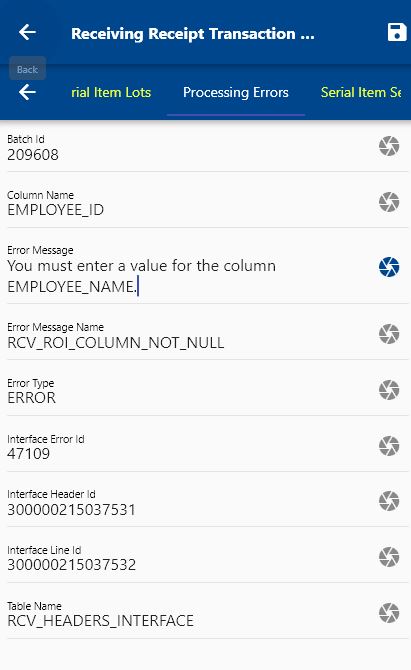 Receiving Receipt Transaction ...
Back
rial Item Lots Processing Errors Serial Item Se
Batch Id
209608
Column Name
EMPLOYEE_ID
Error Message
You must enter a value for the column
EMPLOYEE_NAME.
Error Message Name
RCV_ROI_COLUMN_NOT_NULL
Error Type
ERROR
Interface Error Id
47109
Interface Header Id
300000215037531
Interface Line Id
300000215037532
Table Name
RCV_HEADERS_INTERFACE